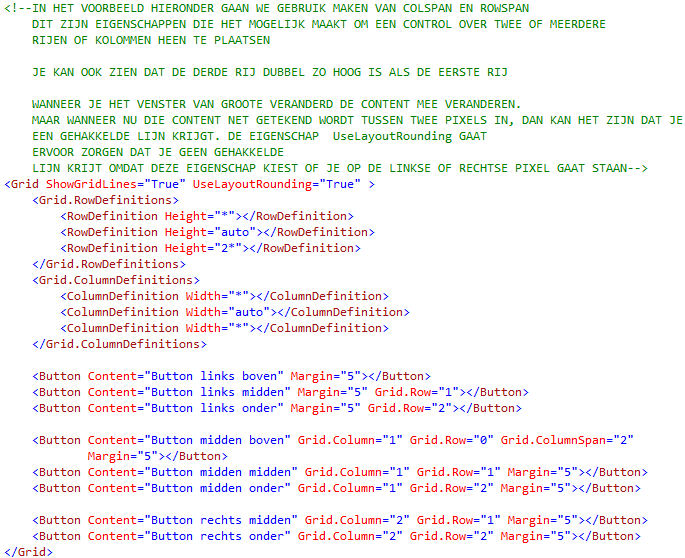 <!--IN HET VOORBEELD HIERONDER GAAN WE GEBRUIK MAKEN VAN COLSPAN EN ROWSPAN
DIT ZIJN EIGENSCHAPPEN DIE HET MOGELIJK MAAKT OM EEN CONTROL OVER TWEE OF MEERDERE
RIJEN OF KOLOMMEN HEEN TE PLAATSEN
JE KAN OOK ZIEN DAT DE DERDE RIJ DUBBEL ZO HOOG IS ALS DE EERSTE RIJ
WANNEER JE HET VENSTER VAN GROOTE VERANDERD DE CONTENT MEE VERANDEREN.
MAAR WANNEER NU DIE CONTENT NET GETEKEND WORDT TUSSEN TWEE PIXELS IN, DAN KAN HET ZIJN DAT JE
EEN GEHAKKELDE LIJN KRIJGT. DE EIGENSCHAP  UseLayoutRounding GAAT
ERVOOR ZORGEN DAT JE GEEN GEHAKKELDE
LIJN KRIJT OMDAT DEZE EIGENSCHAP KIEST OF JE OP DE LINKSE OF RECHTSE PIXEL GAAT STAAN-->
<Grid ShowGridLines="True" UseLayoutRounding="True" >
<Grid.RowDefinitions>
<RowDefinition Height="*"></RowDefinition>
<RowDefinition Height="auto"></RowDefinition>
<RowDefinition Height="2*"></RowDefinition>
</Grid.RowDefinitions>
<Grid.ColumnDefinitions>
<ColumnDefinition Width="*"></ColumnDefinition>
<ColumnDefinition Width="auto"></ColumnDefinition>
<ColumnDefinition Width="*"></ColumnDefinition>
</Grid.ColumnDefinitions>
<Button Content="Button links boven" Margin="5"></Button>
<Button Content="Button links midden" Margin="5" Grid.Row="1"></Button>
<Button Content="Button links onder" Margin="5" Grid.Row="2"></Button>
<Button Content="Button midden boven" Grid.Column="1" Grid.Row="0" Grid.ColumnSpan="2"
Margin="5"></Button>
<Button Content="Button midden midden" Grid.Column="1" Grid.Row="1" Margin="5"></Button>
<Button Content="Button midden onder" Grid.Column="1" Grid.Row="2" Margin="5"></Button>
<Button Content="Button rechts midden" Grid.Column="2" Grid.Row="1" Margin="5"></Button>
<Button Content="Button rechts onder" Grid.Column="2" Grid.Row="2" Margin="5"></Button>
</Grid>